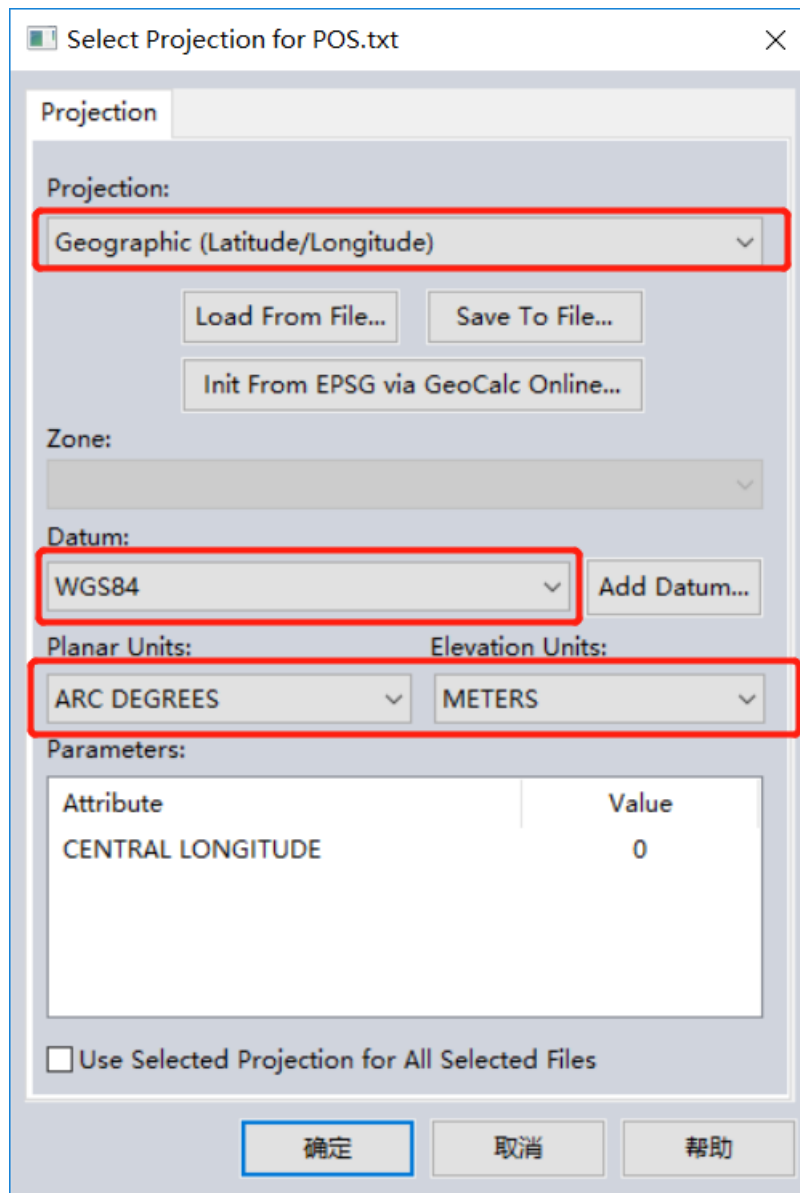 Select Projection for POS.txt
Projection
Projection:
Geographic (Latitude/Longitude)
Load From File... Save To File...
Init From EPSG via GeoCalc Online...
Zone:
Datum:
WGS84 Add Datum...
Planar Units: Elevation Units:
ARC DEGREES METERS
Parameters:
Attribute Value
CENTRAL LONGITUDE 0
Use Selected Projection for All Selected Files
确定 取消 帮助